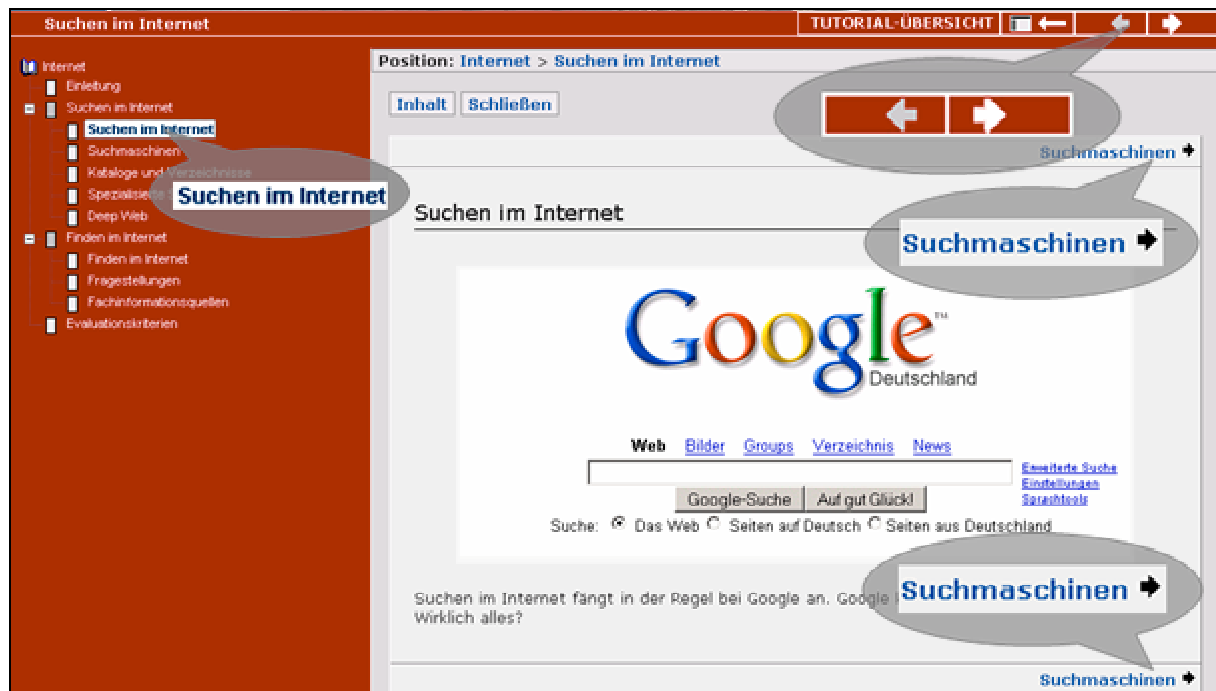 Suchen im Internet
TUTORIAL-ÜBERSICHT
Internet
Einleitung
Suchen im Internet
Suchen im Internet
Suchmaschinen
Kataloge und Verzeichnisse
Spezialisierte
Deep Web
Finden im Internet
Finden im Internet
Fragestellungen
Fachinformationsquellen
Evaluationskriterien
Suchen im Internet
Position: Internet > Suchen im Internet
Inhalt Schließen
Suchmaschinen
Suchen im Internet
Suchmaschinen
Google™
Deutschland
Web Bilder Groups Verzeichnis News
Erweiterte Suche
Einstellungen
Sprachtools
Google-Suche Auf gut Glück!
Suche: Das Web Seiten auf Deutsch Seiten aus Deutschland
Suchmaschinen
Suchen im Internet fängt in der Regel bei Google an. Google
Wirklich alles?
Suchmaschinen